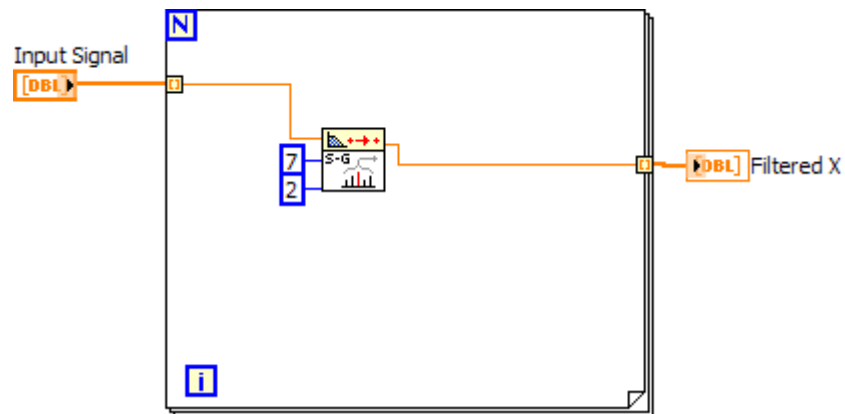 N
Input Signal
[DBL]
7
S-G
2
DBL]
Filtered X
i